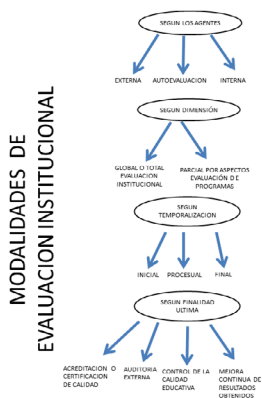 MODALIDADES DE
EVALUACION INSTITUCIONAL
SEGUN LOS AGENTES
EXTERNA AUTOEVALUACION INTERNA
SEGUN DIMENSIÓN
GLOBAL O TOTAL
EVALUACION
INSTITUCIONAL
PARCIAL POR ASPECTOS
EVALUACIÓN D E
PROGRAMAS
SEGUN
TEMPORALIZACION
INICIAL PROCESUAL FINAL
SEGUN FINALIDAD
ULTIMA
ACREDITACION O
CERTIFICACION
DE CALIDAD
AUDITORIA
EXTERNA
CONTROL DE LA
CALIDAD
EDUCATIVA
MEJORA
CONTINUA DE
RESULTADOS
OBTENIDOS